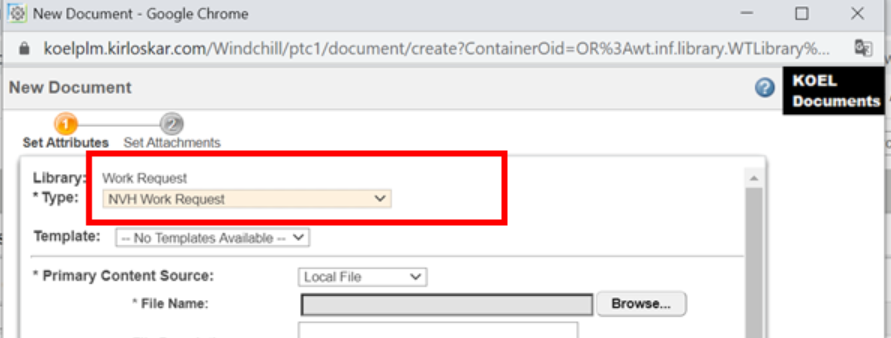 New Document - Google Chrome
koelplm.kirloskar.com/Windchill/ptc1/document/create?ContainerOid=OR%3Awt.inf.library.WTLibrary%...
New Document
?
KOEL
Documents
1 2
Set Attributes Set Attachments
Library: Work Request
* Type: NVH Work Request
Template: -- No Templates Available --
* Primary Content Source: Local File
* File Name: Browse...